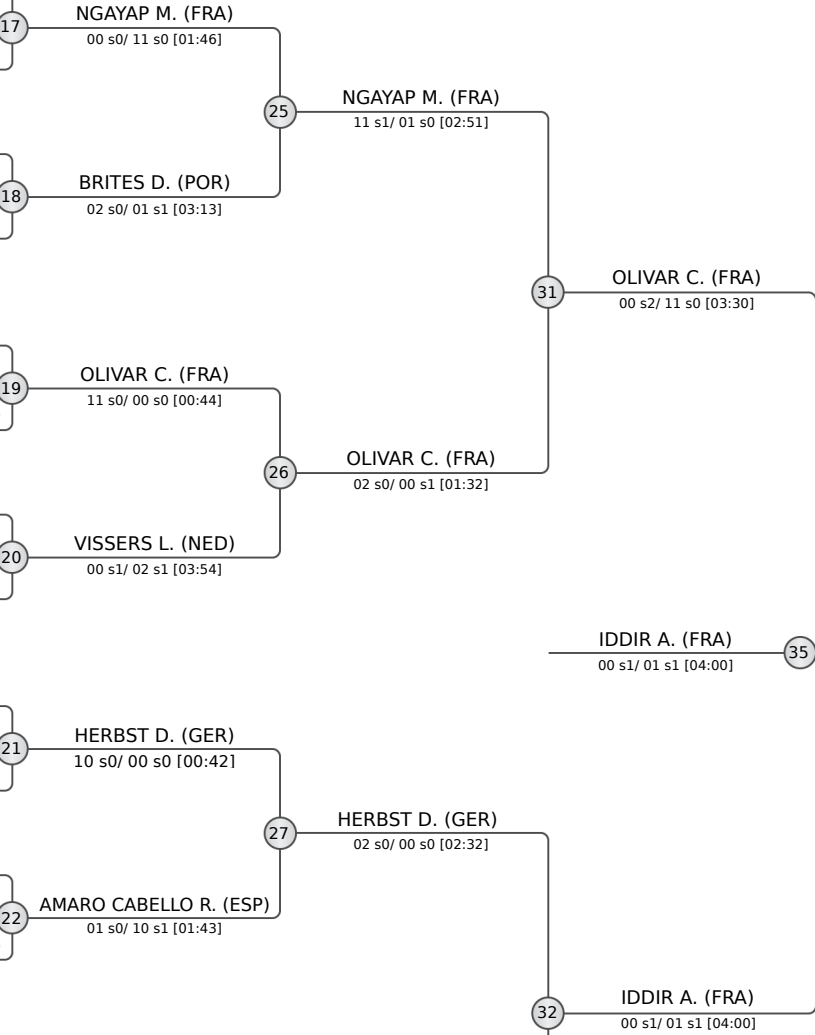 17
NGAYAP M. (FRA)
00 s0/ 11 s0 [01:46]
25
NGAYAP M. (FRA)
11 s1/ 01 s0 [02:51]
18
BRITES D. (POR)
02 s0/ 01 s1 [03:13]
31
OLIVAR C. (FRA)
00 s2/ 11 s0 [03:30]
19
OLIVAR C. (FRA)
11 s0/ 00 s0 [00:44]
26
OLIVAR C. (FRA)
02 s0/ 00 s1 [01:32]
20
VISSERS L. (NED)
00 s1/ 02 s1 [03:54]
IDDIR A. (FRA)
00 s1/ 01 s1 [04:00]
35
21
HERBST D. (GER)
10 s0/ 00 s0 [00:42]
27
HERBST D. (GER)
02 s0/ 00 s0 [02:32]
22
AMARO CABELLO R. (ESP)
01 s0/ 10 s1 [01:43]
32
IDDIR A. (FRA)
00 s1/ 01 s1 [04:00]